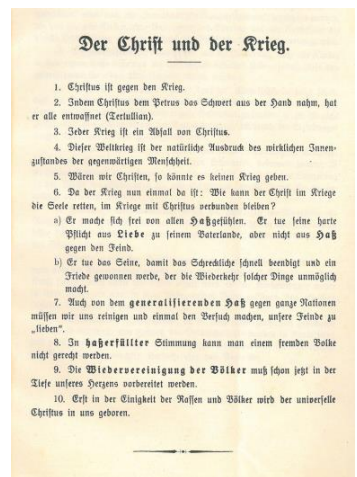 Der Christ und der Krieg.
1. Christus ist gegen den Krieg.
2. Indem Christus dem Petrus das Schwert aus der Hand nahm, hat
er alle entwaffnet (Tertullian).
3. Jeder Krieg ist ein Abfall von Christus.
4. Dieser Weltkrieg ist der natürliche Ausdruck des wirklichen Innen-
zustandes der gegenwärtigen Menschheit.
5. Wären wir Christen, so könnte es keinen Krieg geben.
6. Da der Krieg nun einmal da ist: Wie kann der Christ im Kriege
die Seele retten, im Kriege mit Christus verbunden bleiben?
a) Er mache sich frei von allen Haßgefühlen. Er tue seine harte
Pflicht aus Liebe zu seinem Vaterlande, aber nicht aus Haß
gegen den Feind.
b) Er tue das Seine, damit das Schreckliche schnell beendigt und ein
Friede gewonnen werde, der die Wiederkehr solcher Dinge unmöglich
macht.
7. Auch von dem generalisierenden Haß gegen ganze Nationen
müssen wir uns reinigen und einmal den Versuch machen, unsere Feinde zu
„lieben“.
8. In haßerfüllter Stimmung kann man einem fremden Volke
nicht gerecht werden.
9. Die Wiedervereinigung der Völker muß schon jetzt in der
Tiefe unseres Herzens vorbereitet werden.
10. Erst in der Einigkeit der Rassen und Völker wird der universelle
Christus in uns geboren.